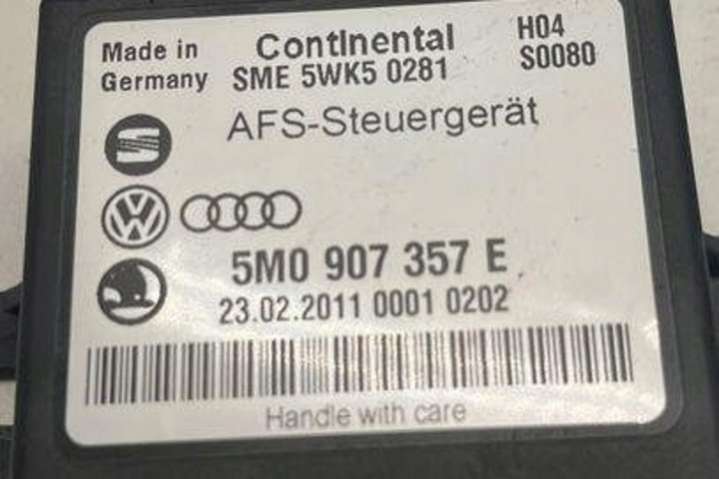 Made in Germany
Continental
H04
SME 5WK5 0281
S0080
AFS-Steuergerät
5M0 907 357 E
23.02.2011 0001 0202
Handle with care